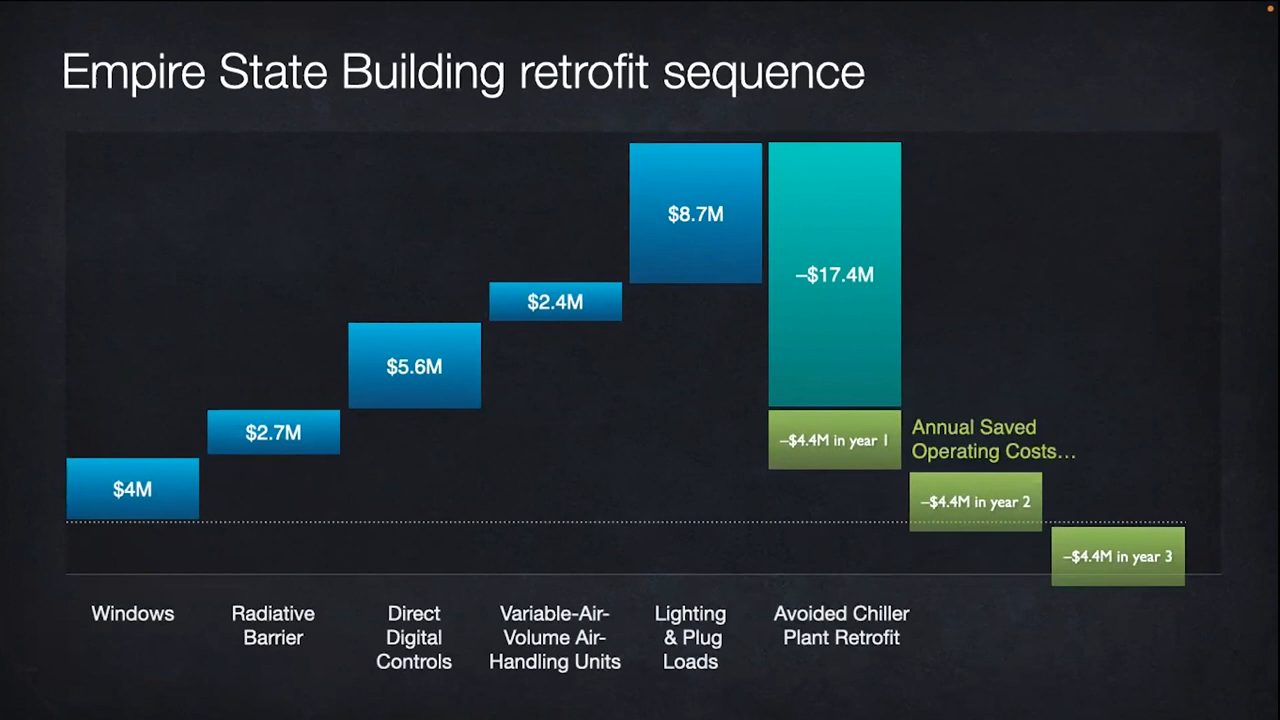 Empire State Building retrofit sequence
$8.7M
–$17.4M
$2.4M
$5.6M
$2.7M
–$4.4M in year 1
Annual Saved
Operating Costs…
$4M
–$4.4M in year 2
–$4.4M in year 3
Windows
Radiative
Barrier
Direct
Digital
Controls
Variable-Air-
Volume Air-
Handling Units
Lighting
& Plug
Loads
Avoided Chiller
Plant Retrofit